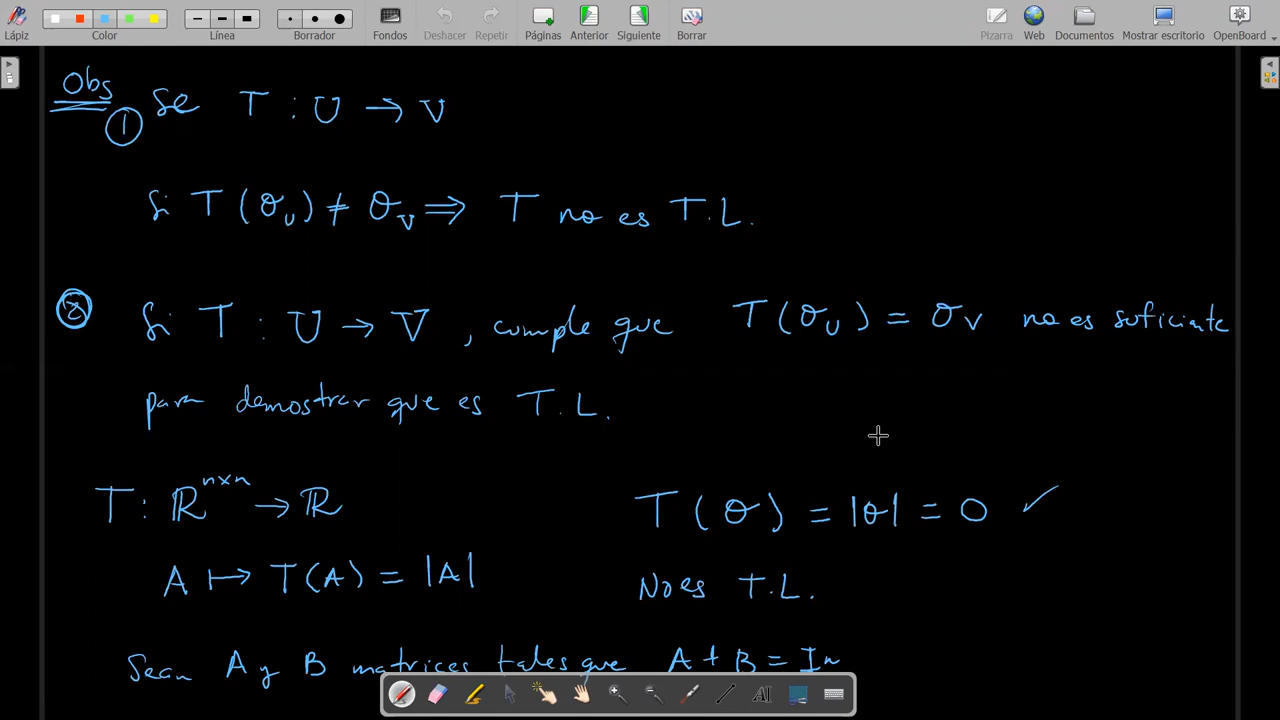 Lápiz Color Línea Borrador Fondos Deshacer Repetir Páginas Anterior Siguiente Borrar Pizarra Web Documentos Mostrar escritorio OpenBoard
Obs
① Se T : U → V
Si T(θ_U) ≠ θ_V ⇒ T no es T.L.
② Si T : U → V , cumple que T(θ_U) = θ_V no es suficiente
para demostrar que es T.L.
T : ℝⁿˣⁿ → ℝ T(θ) = |θ| = 0 ✓
A ↦ T(A) = |A| No es T.L.
Sean A y B matrices tales que A + B = In